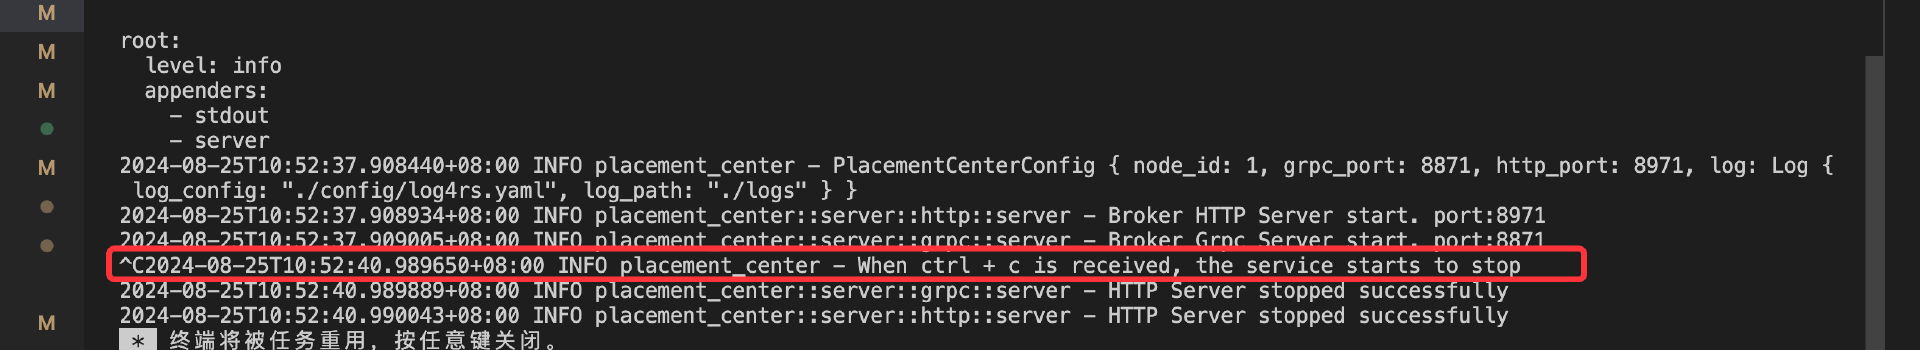 M
M
M
M
M
root:
  level: info
  appenders:
    - stdout
    - server
2024-08-25T10:52:37.908440+08:00 INFO placement_center - PlacementCenterConfig { node_id: 1, grpc_port: 8871, http_port: 8971, log: Log {
 log_config: "./config/log4rs.yaml", log_path: "./logs" } }
2024-08-25T10:52:37.908934+08:00 INFO placement_center::server::http::server - Broker HTTP Server start. port:8971
2024-08-25T10:52:37.909005+08:00 INFO placement_center::server::grpc::server - Broker Grpc Server start. port:8871
^C2024-08-25T10:52:40.989650+08:00 INFO placement_center - When ctrl + c is received, the service starts to stop
2024-08-25T10:52:40.989889+08:00 INFO placement_center::server::grpc::server - HTTP Server stopped successfully
2024-08-25T10:52:40.990043+08:00 INFO placement_center::server::http::server - HTTP Server stopped successfully
 *  终端将被任务重用，按任意键关闭。